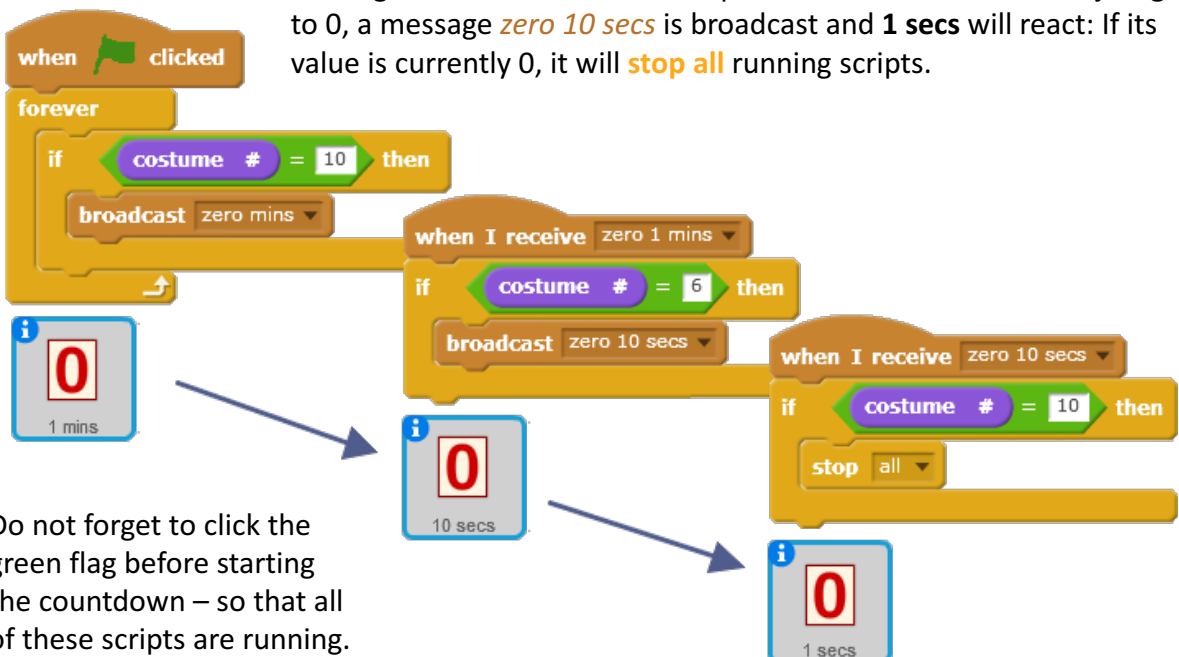 to 0, a message zero 10 secs is broadcast and 1 secs will react: If its
value is currently 0, it will stop all running scripts.
when clicked
forever
if costume # = 10 then
broadcast zero mins
0
1 mins
when I receive zero 1 mins
if costume # = 6 then
broadcast zero 10 secs
0
10 secs
when I receive zero 10 secs
if costume # = 10 then
stop all
0
1 secs
Do not forget to click the
green flag before starting
the countdown – so that all
of these scripts are running.